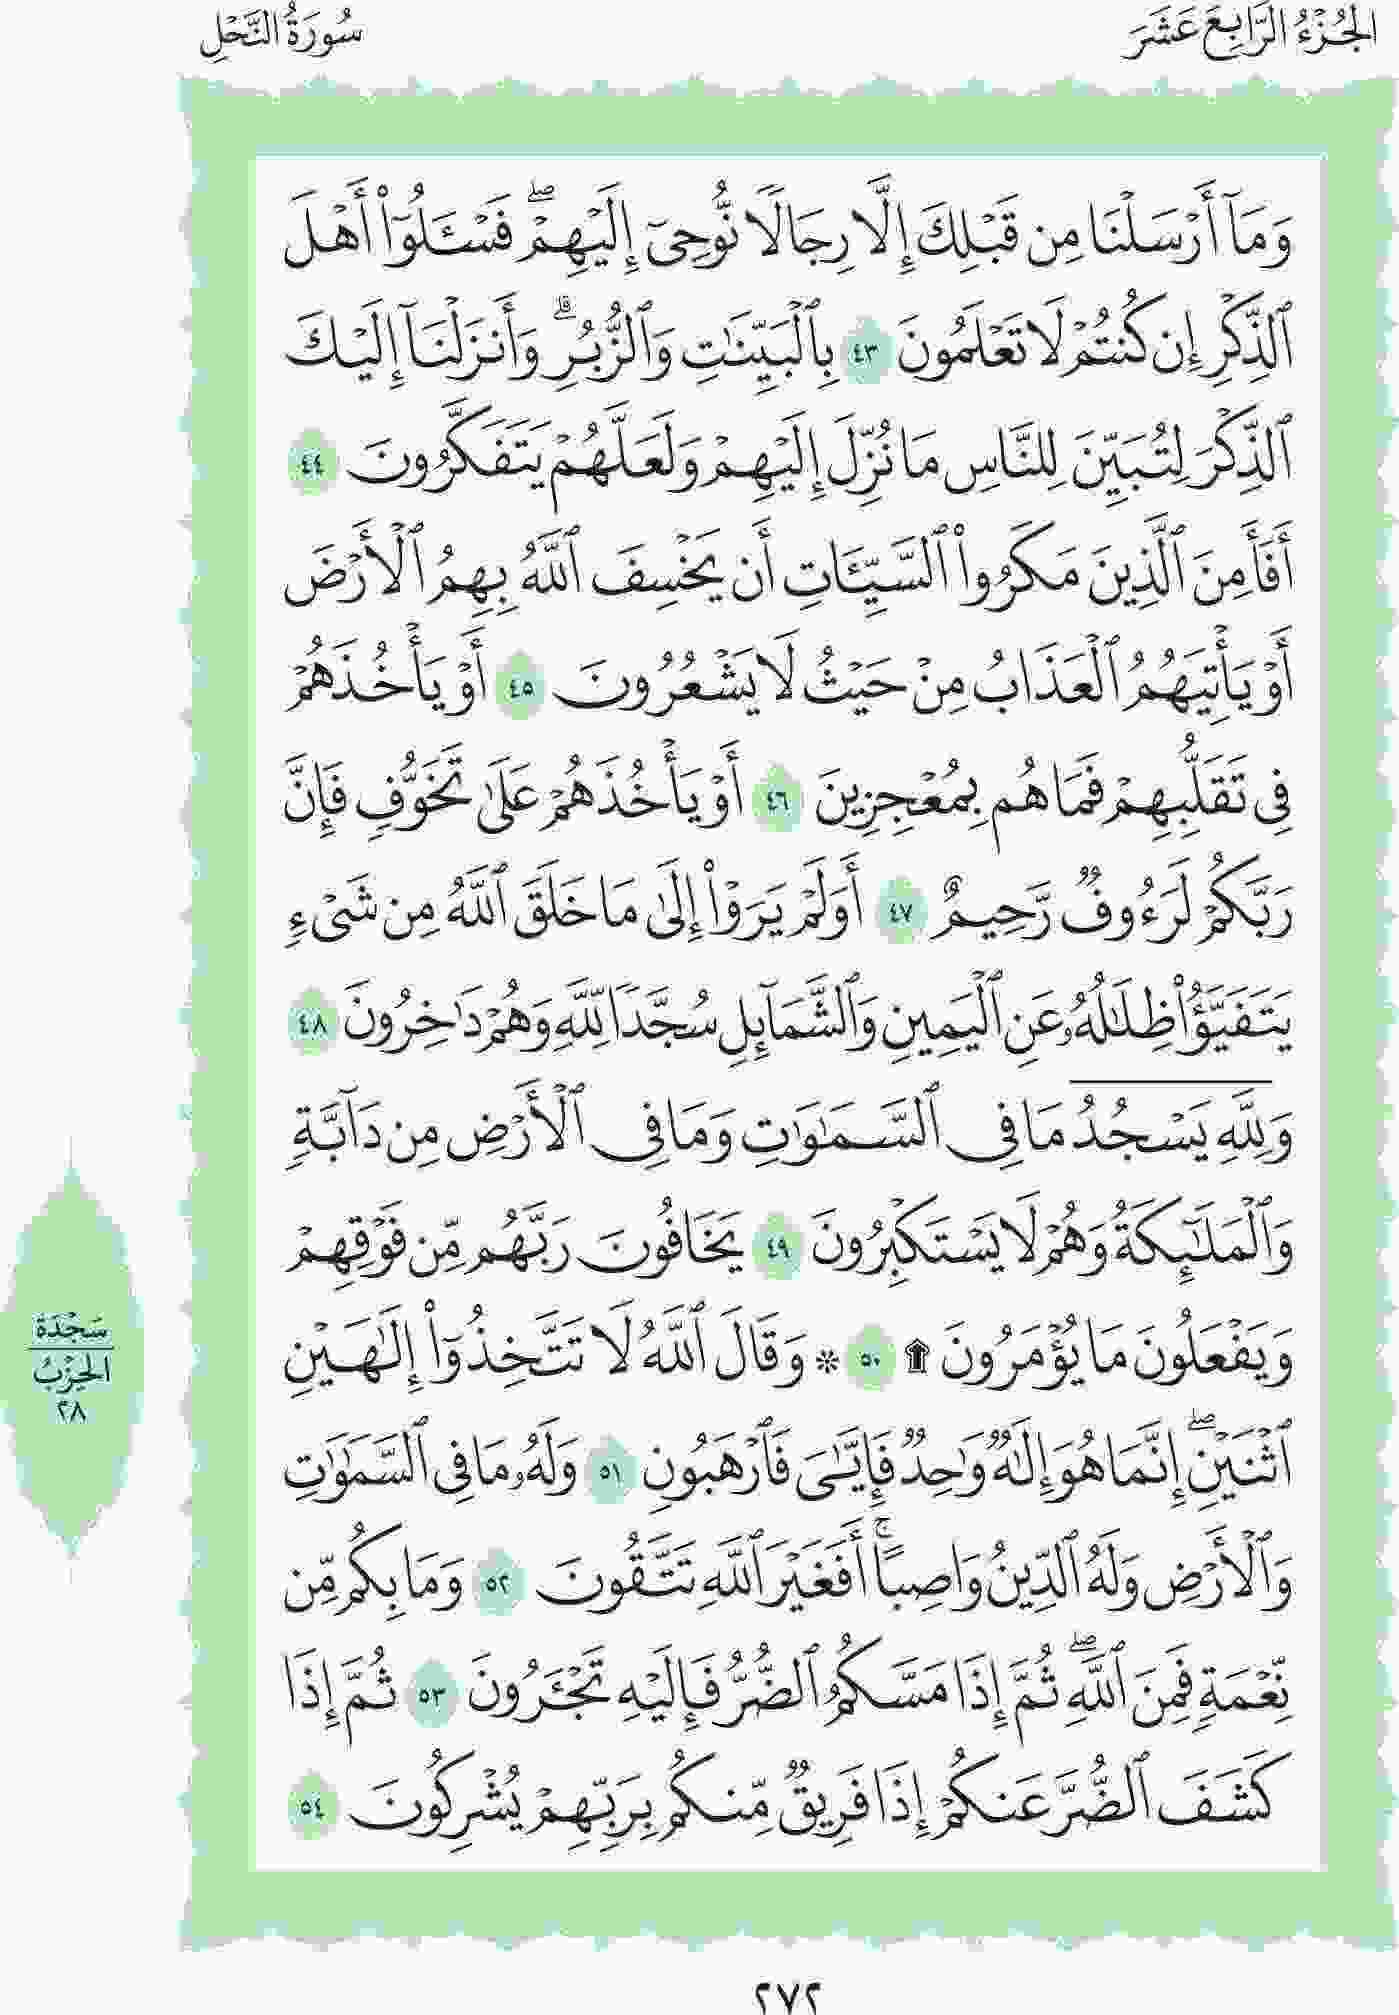 الجُزْءُ الرَّابِعَ عَشَرَ
سُورَةُ النَّحْلِ
وَمَآ أَرْسَلْنَا مِن قَبْلِكَ إِلَّا رِجَالًا نُّوحِىٓ إِلَيْهِمْ ۖ فَسْـَٔلُوٓا۟ أَهْلَ
ٱلذِّكْرِ إِن كُنتُمْ لَا تَعْلَمُونَ ٤٣ بِٱلْبَيِّنَـٰتِ وَٱلزُّبُرِ ۗ وَأَنزَلْنَآ إِلَيْكَ
ٱلذِّكْرَ لِتُبَيِّنَ لِلنَّاسِ مَا نُزِّلَ إِلَيْهِمْ وَلَعَلَّهُمْ يَتَفَكَّرُونَ ٤٤
أَفَأَمِنَ ٱلَّذِينَ مَكَرُوا۟ ٱلسَّيِّـَٔاتِ أَن يَخْسِفَ ٱللَّهُ بِهِمُ ٱلْأَرْضَ
أَوْ يَأْتِيَهُمُ ٱلْعَذَابُ مِنْ حَيْثُ لَا يَشْعُرُونَ ٤٥ أَوْ يَأْخُذَهُمْ
فِى تَقَلُّبِهِمْ فَمَا هُم بِمُعْجِزِينَ ٤٦ أَوْ يَأْخُذَهُمْ عَلَىٰ تَخَوُّفٍ فَإِنَّ
رَبَّكُمْ لَرَءُوفٌ رَّحِيمٌ ٤٧ أَوَلَمْ يَرَوْا۟ إِلَىٰ مَا خَلَقَ ٱللَّهُ مِن شَىْءٍ
يَتَفَيَّؤُا۟ ظِلَـٰلُهُۥ عَنِ ٱلْيَمِينِ وَٱلشَّمَآئِلِ سُجَّدًا لِّلَّهِ وَهُمْ دَٰخِرُونَ ٤٨
وَلِلَّهِ يَسْجُدُ مَا فِى ٱلسَّمَـٰوَٰتِ وَمَا فِى ٱلْأَرْضِ مِن دَآبَّةٍ
وَٱلْمَلَـٰٓئِكَةُ وَهُمْ لَا يَسْتَكْبِرُونَ ٤٩ يَخَافُونَ رَبَّهُم مِّن فَوْقِهِمْ
وَيَفْعَلُونَ مَا يُؤْمَرُونَ ۩ ٥٠ ۞ وَقَالَ ٱللَّهُ لَا تَتَّخِذُوٓا۟ إِلَـٰهَيْنِ
ٱثْنَيْنِ ۖ إِنَّمَا هُوَ إِلَـٰهٌ وَٰحِدٌ فَإِيَّـٰىَ فَٱرْهَبُونِ ٥١ وَلَهُۥ مَا فِى ٱلسَّمَـٰوَٰتِ
وَٱلْأَرْضِ وَلَهُ ٱلدِّينُ وَاصِبًا ۚ أَفَغَيْرَ ٱللَّهِ تَتَّقُونَ ٥٢ وَمَا بِكُم مِّن
نِّعْمَةٍ فَمِنَ ٱللَّهِ ۖ ثُمَّ إِذَا مَسَّكُمُ ٱلضُّرُّ فَإِلَيْهِ تَجْـَٔرُونَ ٥٣ ثُمَّ إِذَا
كَشَفَ ٱلضُّرَّ عَنكُمْ إِذَا فَرِيقٌ مِّنكُم بِرَبِّهِمْ يُشْرِكُونَ ٥٤
سَجْدَة
الحِزْبُ
٢٨
٢٧٢